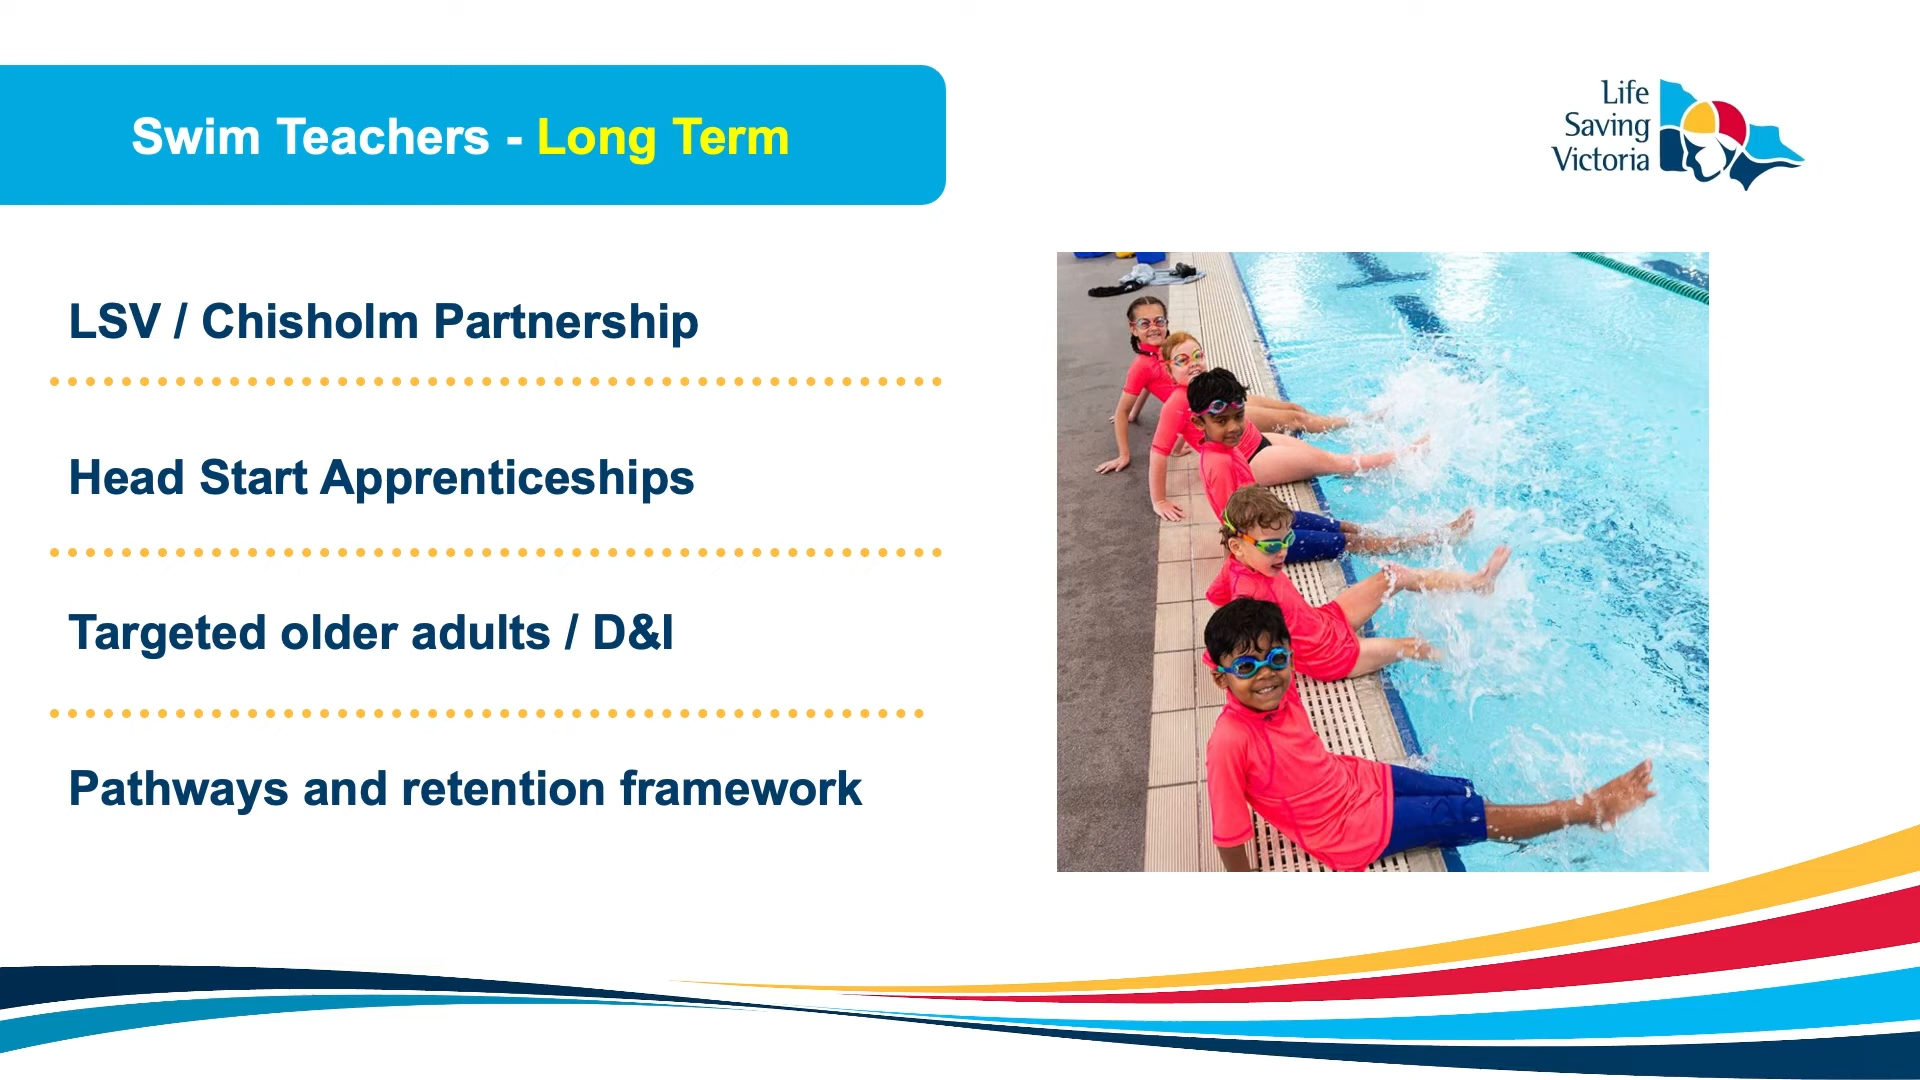 Swim Teachers - Long Term
Life
Saving
Victoria
LSV / Chisholm Partnership
Head Start Apprenticeships
Targeted older adults / D&I
Pathways and retention framework